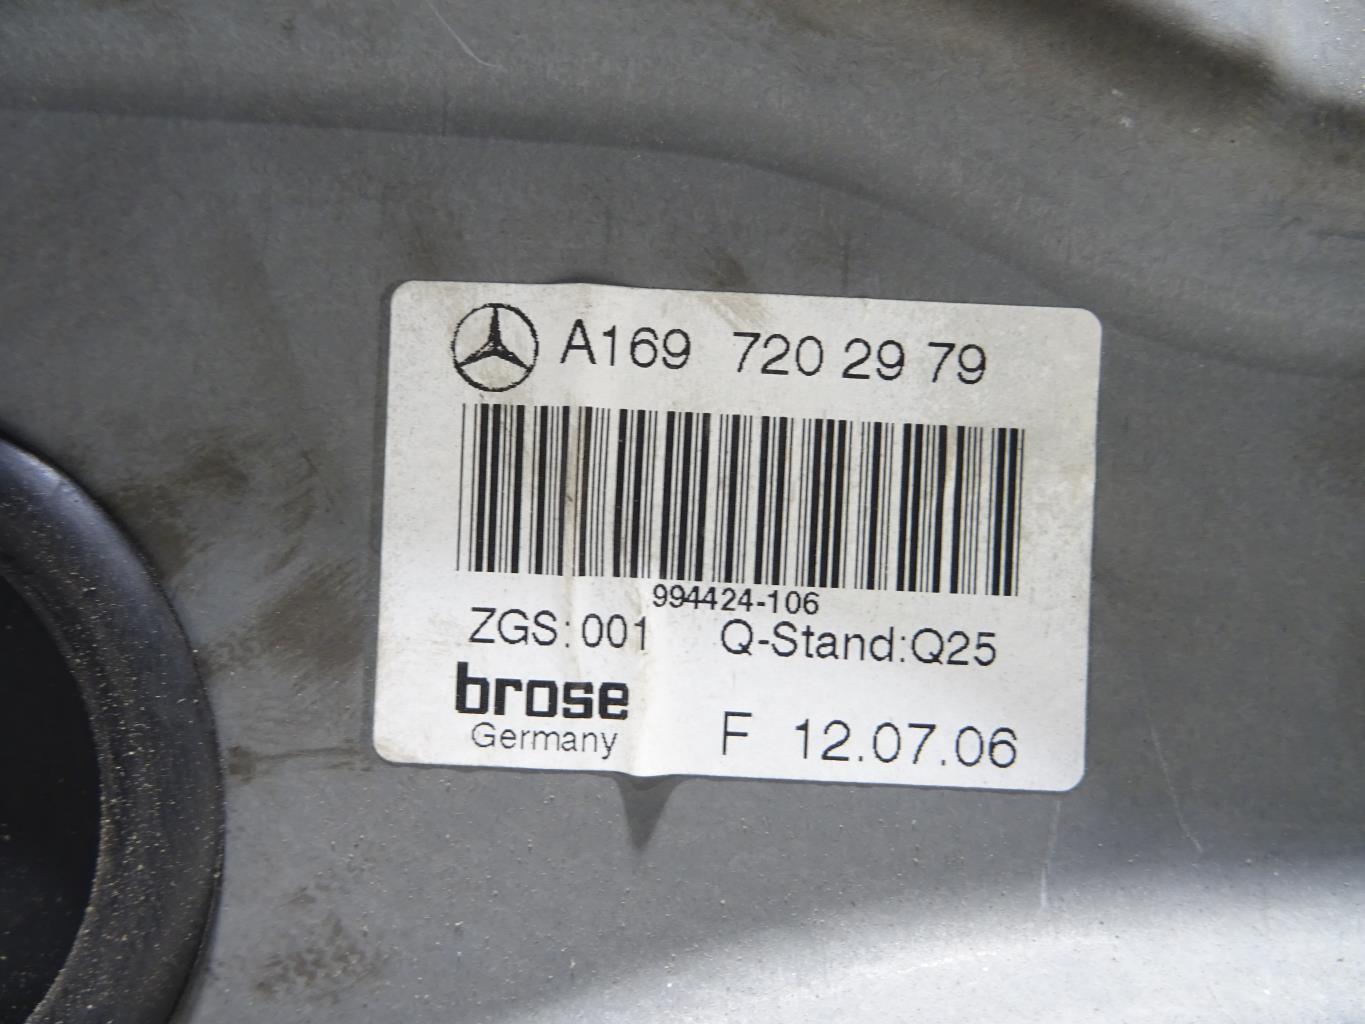 A169 720 29 79
994424-106
ZGS:001 Q-Stand:Q25
brose
Germany F 12.07.06